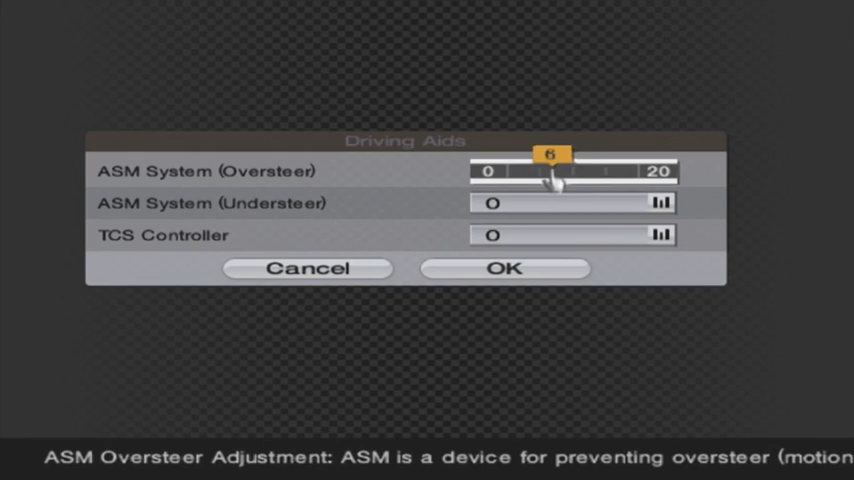 Driving Aids
6
ASM System (Oversteer) 0 20
ASM System (Understeer) 0
TCS Controller 0
Cancel OK
ASM Oversteer Adjustment: ASM is a device for preventing oversteer (motion